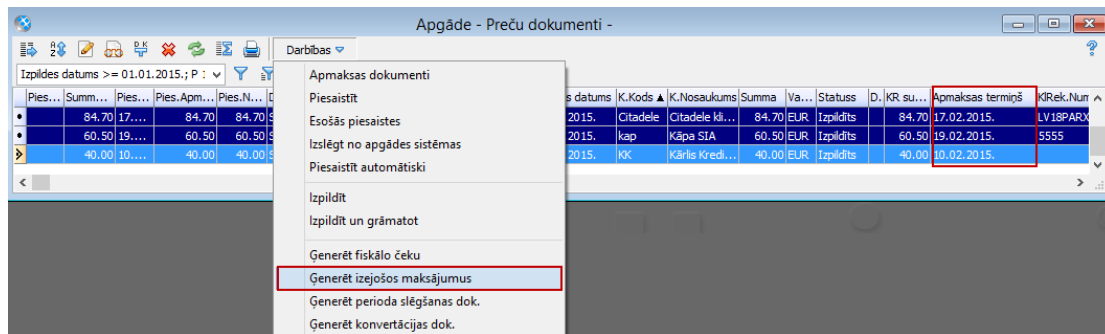 Apgāde - Preču dokumenti -
Darbības
Izpildes datums >= 01.01.2015.; P
Pies... Summ... Pies... Pies.Apm... Pies.N... s datums K.Kods K.Nosaukums Summa Va... Statuss D. KR su... Apmaksas termiņš KlRek.Num
84.70 17.... 84.70 84.70 2015. Citadele Citadele kli... 84.70 EUR Izpildīts 84.70 17.02.2015. LV18PARX
60.50 19.... 60.50 60.50 2015. kap Kāpa SIA 60.50 EUR Izpildīts 60.50 19.02.2015. 5555
40.00 10.... 40.00 40.00 2015. KK Kārlis Kredi... 40.00 EUR Izpildīts 40.00 10.02.2015.
Apmaksas dokumenti
Piesaistīt
Esošās piesaistes
Izslēgt no apgādes sistēmas
Piesaistīt automātiski
Izpildīt
Izpildīt un grāmatot
Ģenerēt fiskālo čeku
Ģenerēt izejošos maksājumus
Ģenerēt perioda slēgšanas dok.
Ģenerēt konvertācijas dok.